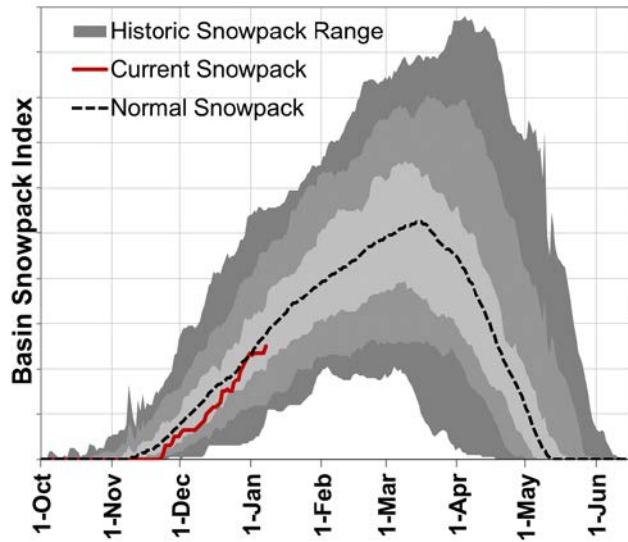 Historic Snowpack Range
Current Snowpack
Normal Snowpack
Basin Snowpack Index
1-Oct
1-Nov
1-Dec
1-Jan
1-Feb
1-Mar
1-Apr
1-May
1-Jun